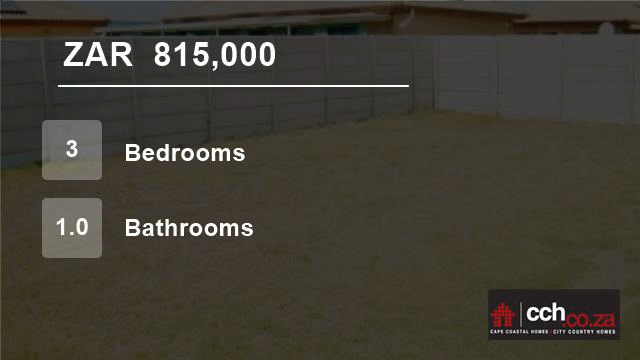 ZAR 815,000
3 Bedrooms
1.0 Bathrooms
cch.co.za
CAPE COASTAL HOMES - CITY COUNTRY HOMES